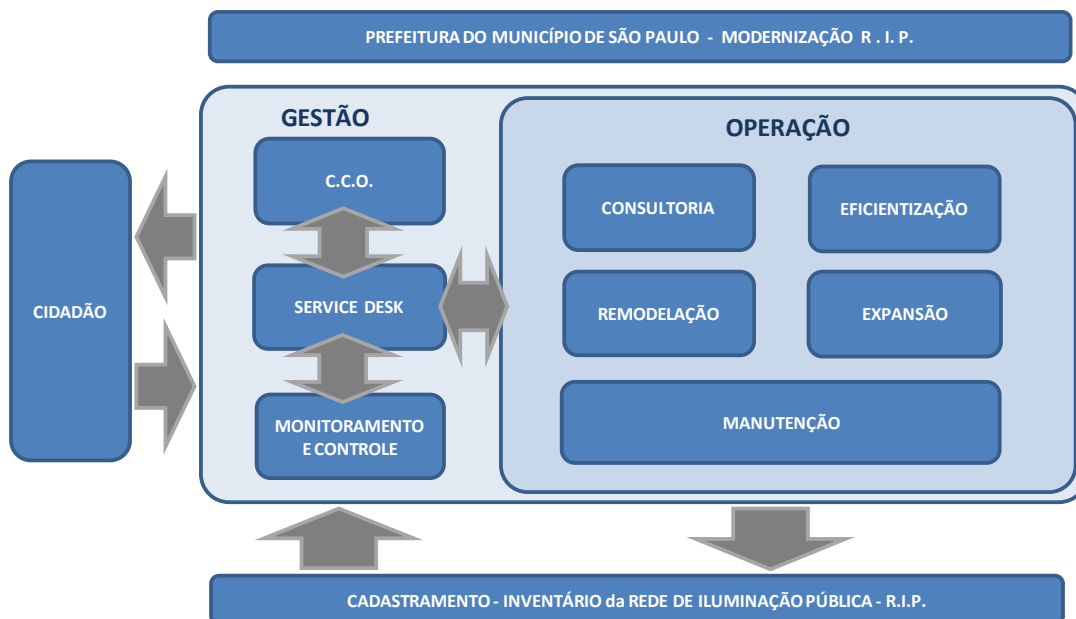 PREFEITURA DO MUNICÍPIO DE SÃO PAULO - MODERNIZAÇÃO R . I. P.
GESTÃO
OPERAÇÃO
C.C.O.
CONSULTORIA
EFICIENTIZAÇÃO
CIDADÃO
SERVICE DESK
REMODELAÇÃO
EXPANSÃO
MONITORAMENTO
E CONTROLE
MANUTENÇÃO
CADASTRAMENTO - INVENTÁRIO da REDE DE ILUMINAÇÃO PÚBLICA - R.I.P.